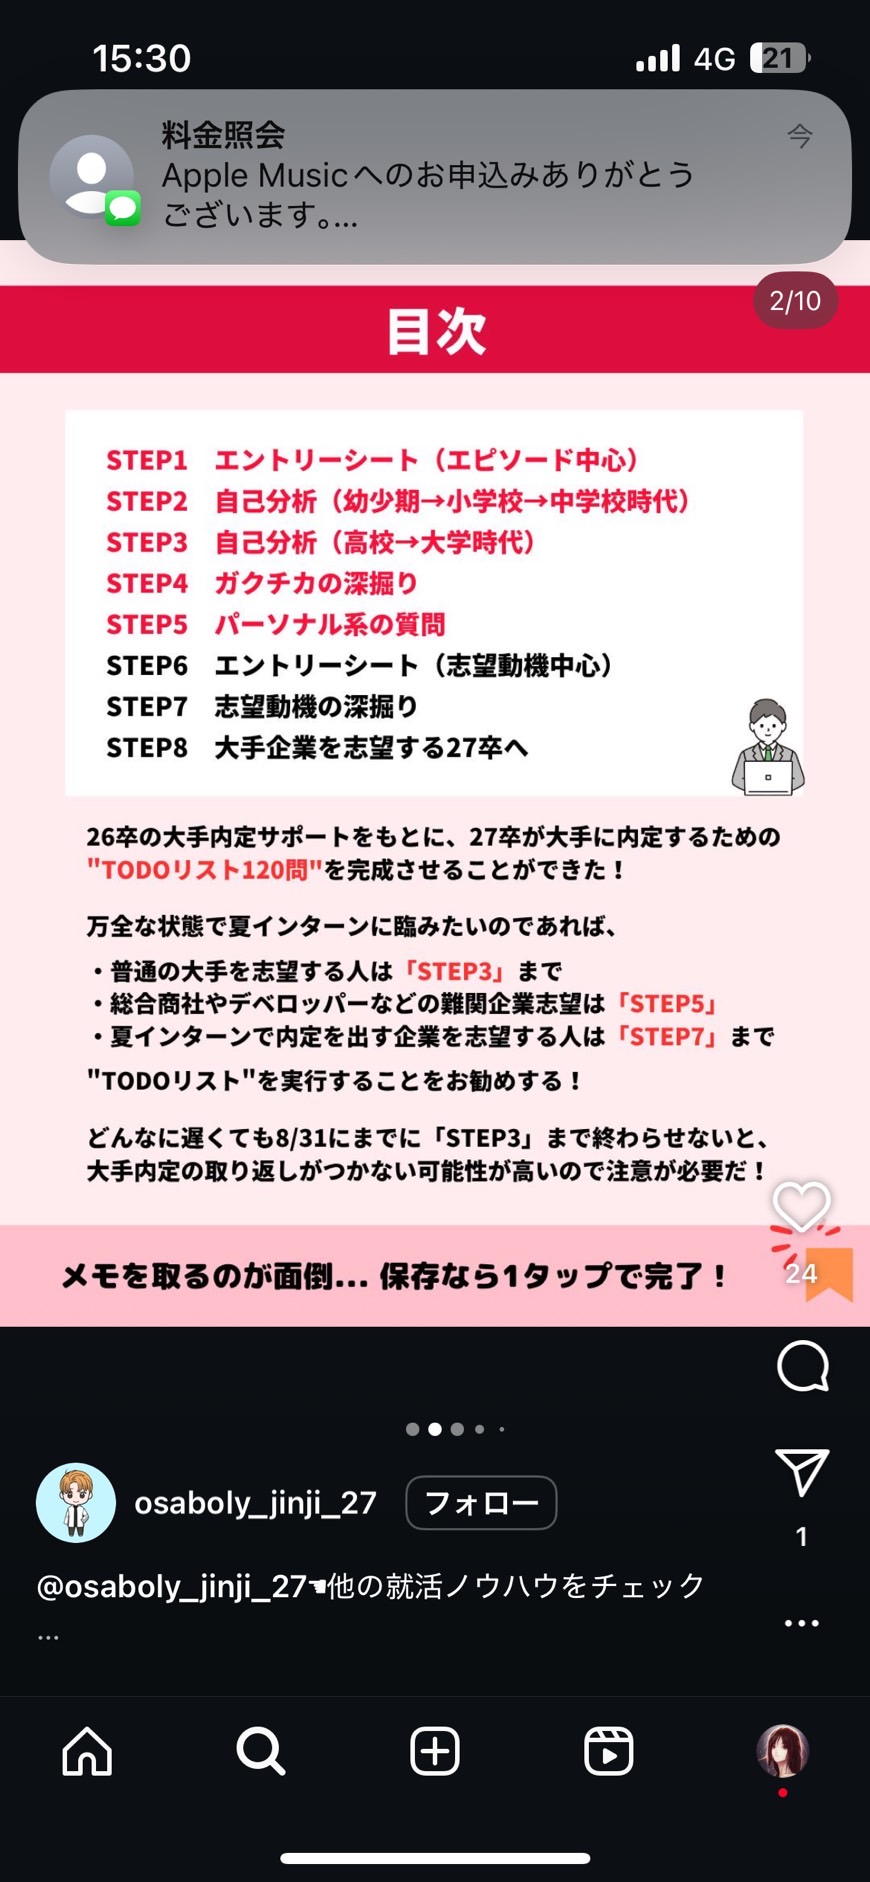 15:30
4G 21
料金照会
今
Apple Musicへのお申込みありがとう
ございます。...
2/10
目次
STEP1 エントリーシート（エピソード中心）
STEP2 自己分析（幼少期→小学校→中学校時代）
STEP3 自己分析（高校→大学時代）
STEP4 ガクチカの深掘り
STEP5 パーソナル系の質問
STEP6 エントリーシート（志望動機中心）
STEP7 志望動機の深掘り
STEP8 大手企業を志望する27卒へ
26卒の大手内定サポートをもとに、27卒が大手に内定するための
"TODOリスト120問"を完成させることができた！
万全な状態で夏インターンに臨みたいのであれば、
・普通の大手を志望する人は「STEP3」まで
・総合商社やデベロッパーなどの難関企業志望は「STEP5」
・夏インターンで内定を出す企業を志望する人は「STEP7」まで
"TODOリスト"を実行することをお勧めする！
どんなに遅くても8/31にまでに「STEP3」まで終わらせないと、
大手内定の取り返しがつかない可能性が高いので注意が必要だ！
メモを取るのが面倒... 保存なら1タップで完了！
24
osaboly_jinji_27
フォロー
1
@osaboly_jinji_27☚他の就活ノウハウをチェック
...